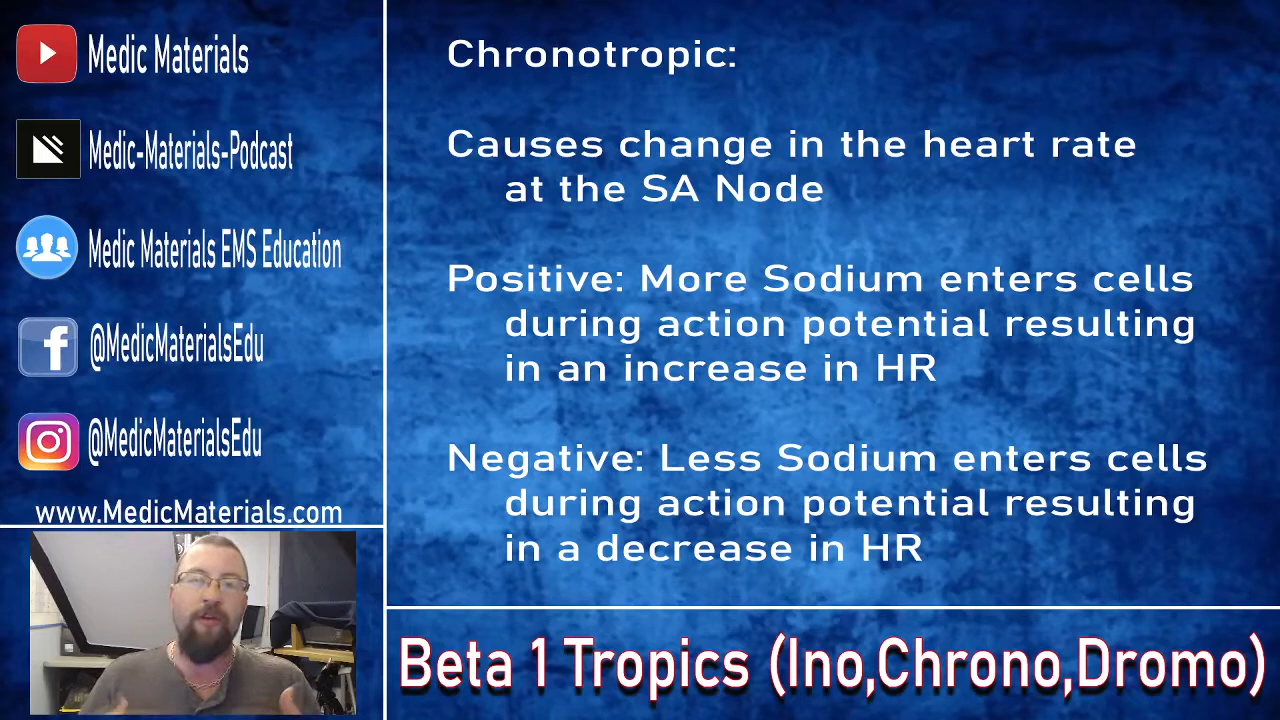 Medic Materials
Medic-Materials-Podcast
Medic Materials EMS Education
@MedicMaterialsEdu
@MedicMaterialsEdu
www.MedicMaterials.com
Chronotropic:
Causes change in the heart rate
at the SA Node
Positive: More Sodium enters cells
during action potential resulting
in an increase in HR
Negative: Less Sodium enters cells
during action potential resulting
in a decrease in HR
Beta 1 Tropics (Ino,Chrono,Dromo)